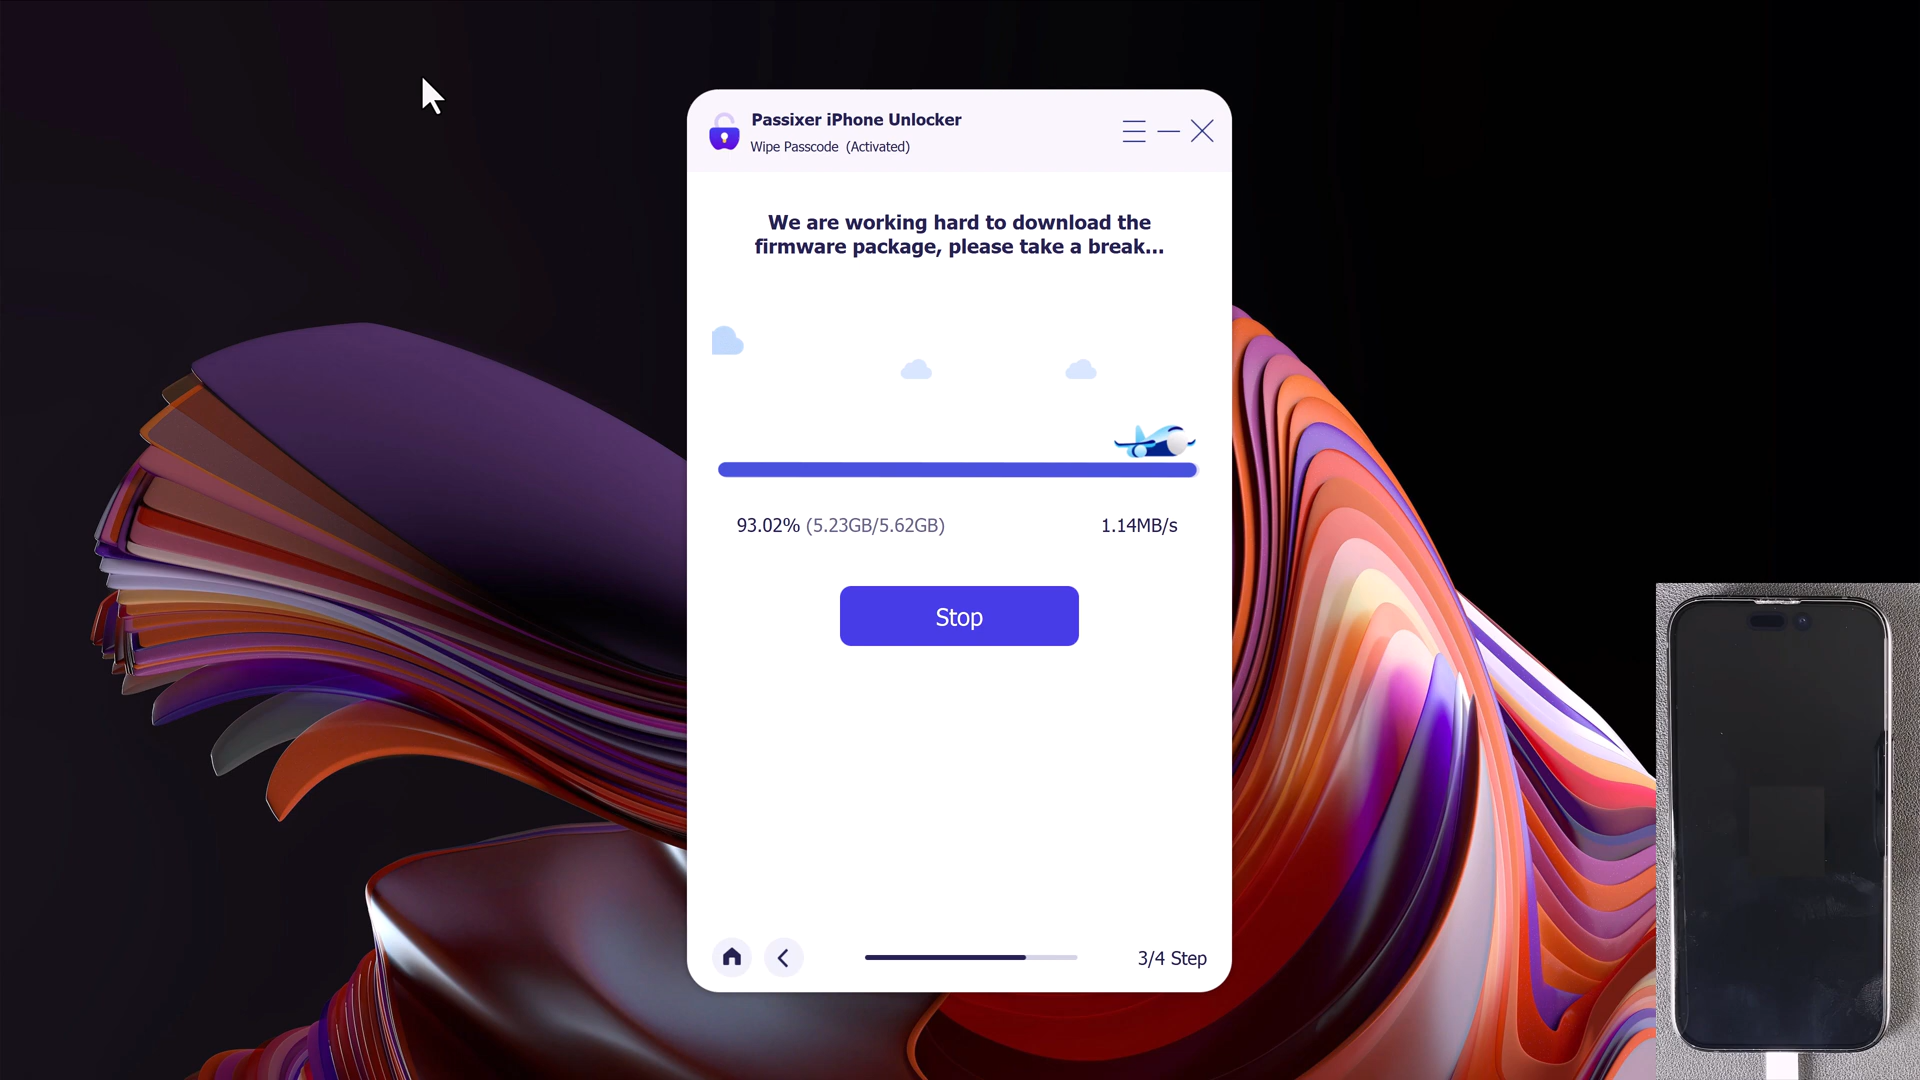 Passixer iPhone Unlocker
Wipe Passcode (Activated)
We are working hard to download the
firmware package, please take a break...
93.02% (5.23GB/5.62GB) 1.14MB/s
Stop
3/4 Step